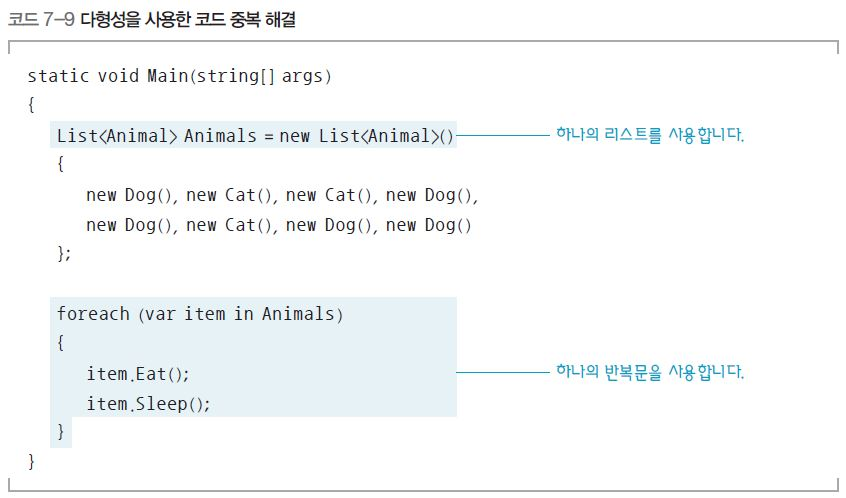 코드 7-9 다형성을 사용한 코드 중복 해결
static void Main(string[] args)
{
List<Animal> Animals = new List<Animal>() 하나의 리스트를 사용합니다.
{
new Dog(), new Cat(), new Cat(), new Dog(),
new Dog(), new Cat(), new Dog(), new Dog()
};
foreach (var item in Animals)
{
item.Eat(); 하나의 반복문을 사용합니다.
item.Sleep();
}
}